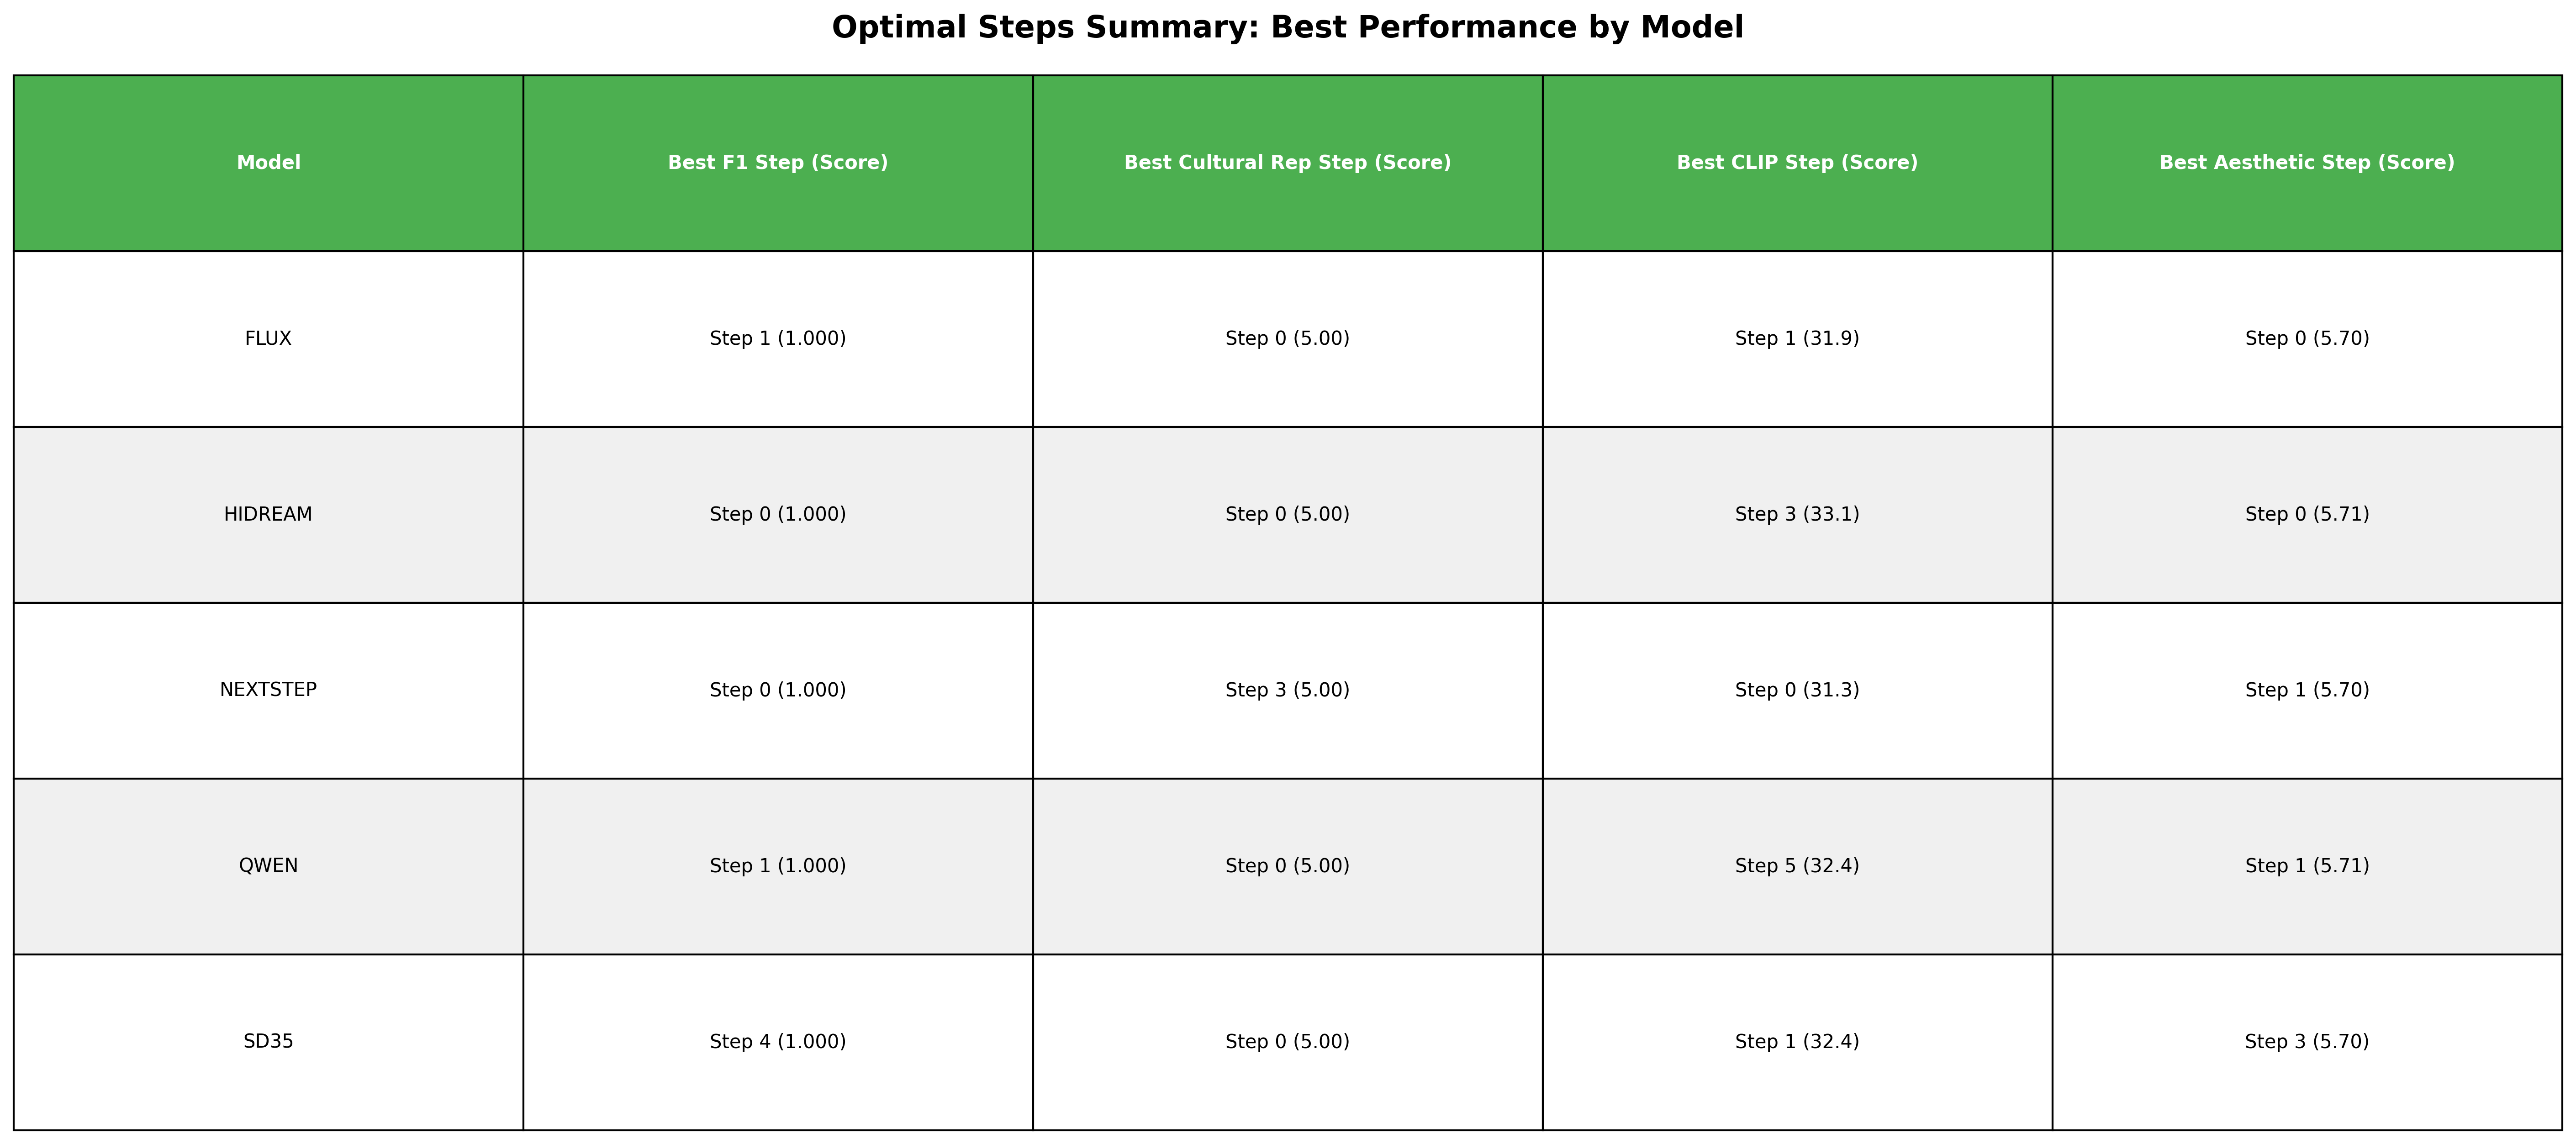 Optimal Steps Summary: Best Performance by Model
Model Best F1 Step (Score) Best Cultural Rep Step (Score) Best CLIP Step (Score) Best Aesthetic Step (Score)
FLUX Step 1 (1.000) Step 0 (5.00) Step 1 (31.9) Step 0 (5.70)
HIDREAM Step 0 (1.000) Step 0 (5.00) Step 3 (33.1) Step 0 (5.71)
NEXTSTEP Step 0 (1.000) Step 3 (5.00) Step 0 (31.3) Step 1 (5.70)
QWEN Step 1 (1.000) Step 0 (5.00) Step 5 (32.4) Step 1 (5.71)
SD35 Step 4 (1.000) Step 0 (5.00) Step 1 (32.4) Step 3 (5.70)